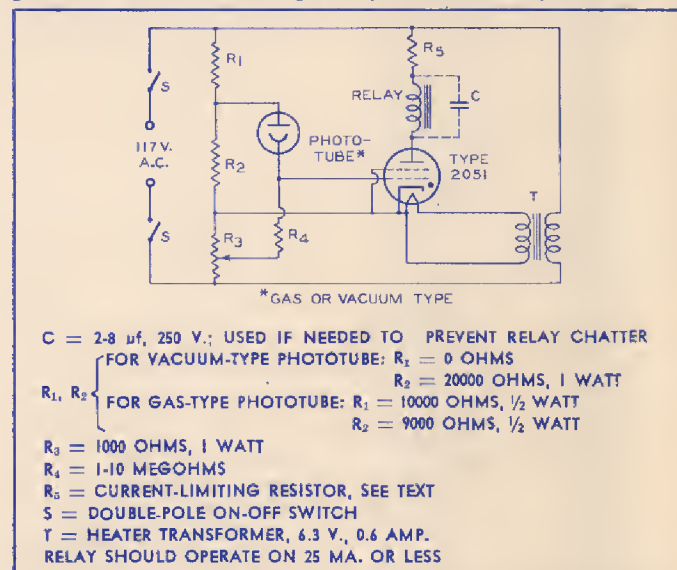 R1
R5
S
RELAY
C
117 V.
A.C.
PHOTO-
TUBE*
TYPE
2051
R2
T
S
R3
R4
*GAS OR VACUUM TYPE
C = 2-8 µf, 250 V.; USED IF NEEDED TO PREVENT RELAY CHATTER
R1, R2 { FOR VACUUM-TYPE PHOTOTUBE: R1 = 0 OHMS
R2 = 20000 OHMS, 1 WATT
FOR GAS-TYPE PHOTOTUBE: R1 = 10000 OHMS, ½ WATT
R2 = 9000 OHMS, ½ WATT
R3 = 1000 OHMS, 1 WATT
R4 = 1-10 MEGOHMS
R5 = CURRENT-LIMITING RESISTOR, SEE TEXT
S = DOUBLE-POLE ON-OFF SWITCH
T = HEATER TRANSFORMER, 6.3 V., 0.6 AMP.
RELAY SHOULD OPERATE ON 25 MA. OR LESS